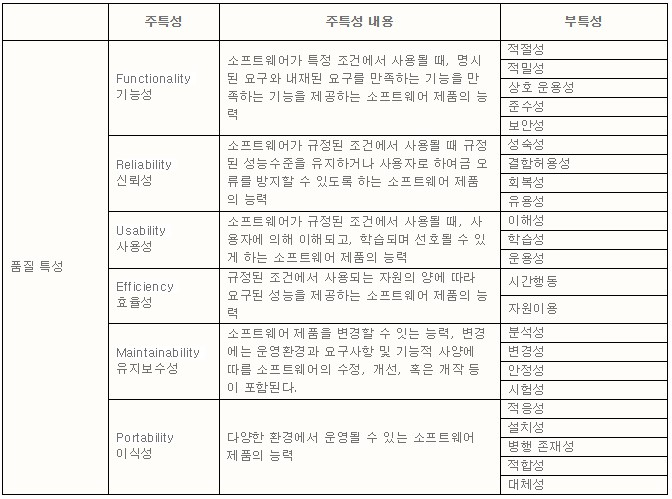 주특성
주특성 내용
부특성
품질 특성
Functionality
기능성
소프트웨어가 특정 조건에서 사용될 때, 명시
된 요구와 내재된 요구를 만족하는 기능을 만
족하는 기능을 제공하는 소프트웨어 제품의 능
력
적절성
적밀성
상호 운용성
준수성
보안성
Reliability
신뢰성
소프트웨어가 규정된 조건에서 사용될 때 규정
된 성능수준을 유지하거나 사용자로 하여금 오
류를 방지할 수 있도록 하는 소프트웨어 제품
의 능력
성숙성
결합허용성
회복성
유용성
Usability
사용성
소프트웨어가 규정된 조건에서 사용될 때, 사
용자에 의해 이해되고, 학습되며 선호될 수 있
게 하는 소프트웨어 제품의 능력
이해성
학습성
운용성
Efficiency
효율성
규정된 조건에서 사용되는 자원의 양에 따라
요구된 성능을 제공하는 소프트웨어 제품의 능
력
시간행동
자원이용
Maintainability
유지보수성
소프트웨어 제품을 변경할 수 잇는 능력, 변경
에는 운영환경과 요구사항 및 기능적 사양에
따름 소프트웨어의 수정, 개선, 혹은 개작 등
이 포함된다.
분석성
변경성
안정성
시험성
Portability
이식성
다양한 환경에서 운영될 수 있는 소프트웨어
제품의 능력
적응성
설치성
병행 존재성
적합성
대체성